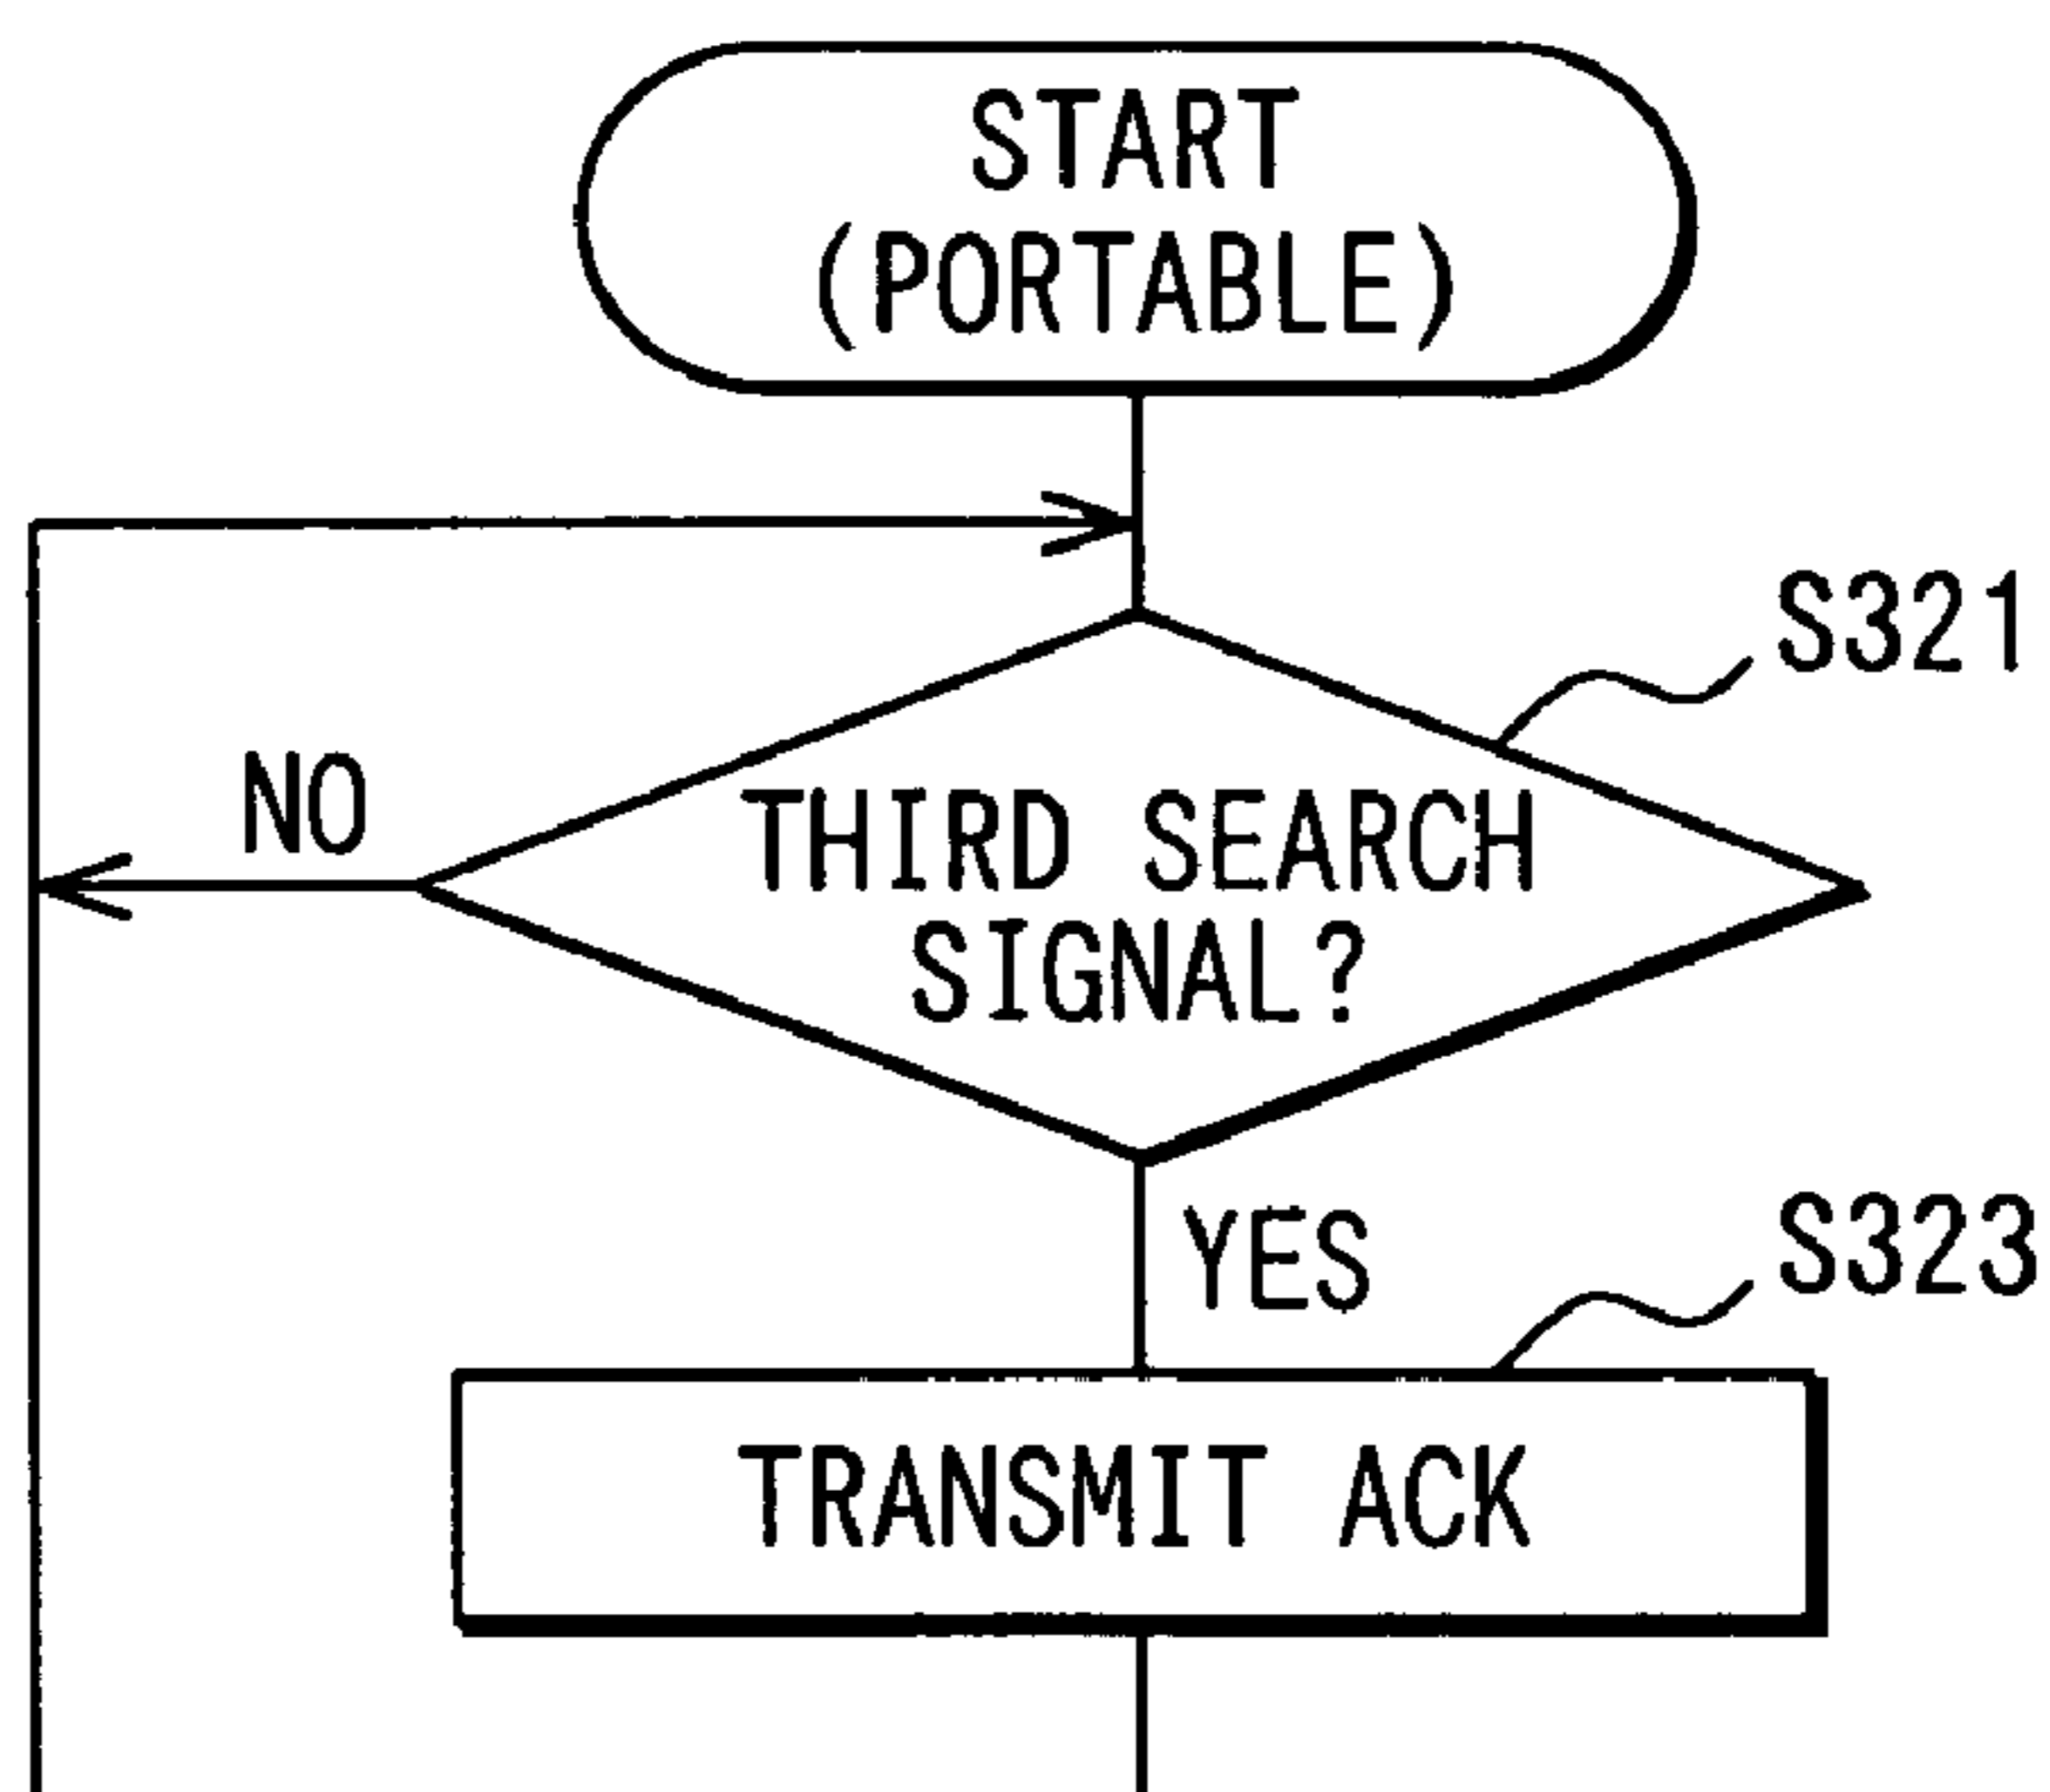 START
(PORTABLE)
S321
NO
THIRD SEARCH
SIGNAL?
YES
S323
TRANSMIT ACK